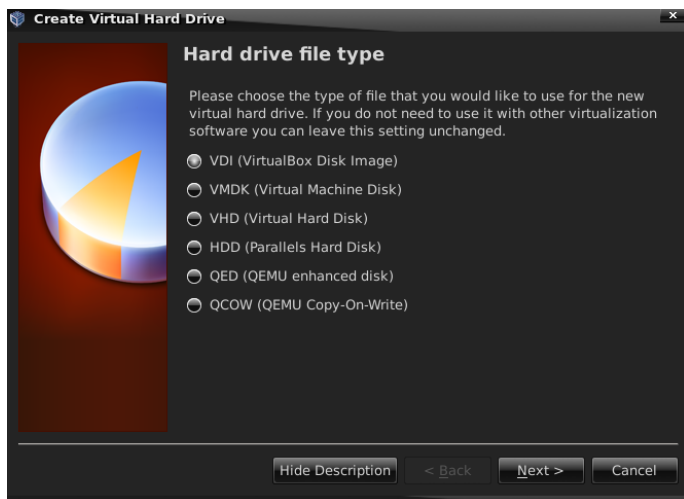 Create Virtual Hard Drive
Hard drive file type
Please choose the type of file that you would like to use for the new
virtual hard drive. If you do not need to use it with other virtualization
software you can leave this setting unchanged.
VDI (VirtualBox Disk Image)
VMDK (Virtual Machine Disk)
VHD (Virtual Hard Disk)
HDD (Parallels Hard Disk)
QED (QEMU enhanced disk)
QCOW (QEMU Copy-On-Write)
Hide Description < Back Next > Cancel